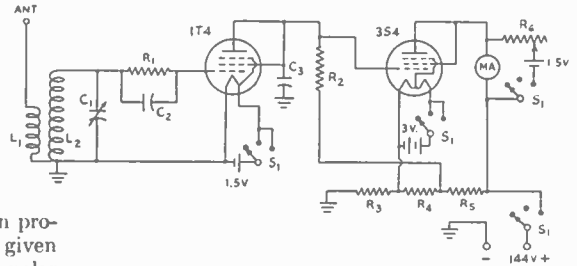 ANT
1T4
3S4
R1
C1
C2
C3
R2
R6
MA
1.5V
S1
L1
L2
3V.
S1
S1
1.5V
R3
R4
R5
S1
-
144V +
n pro-
given